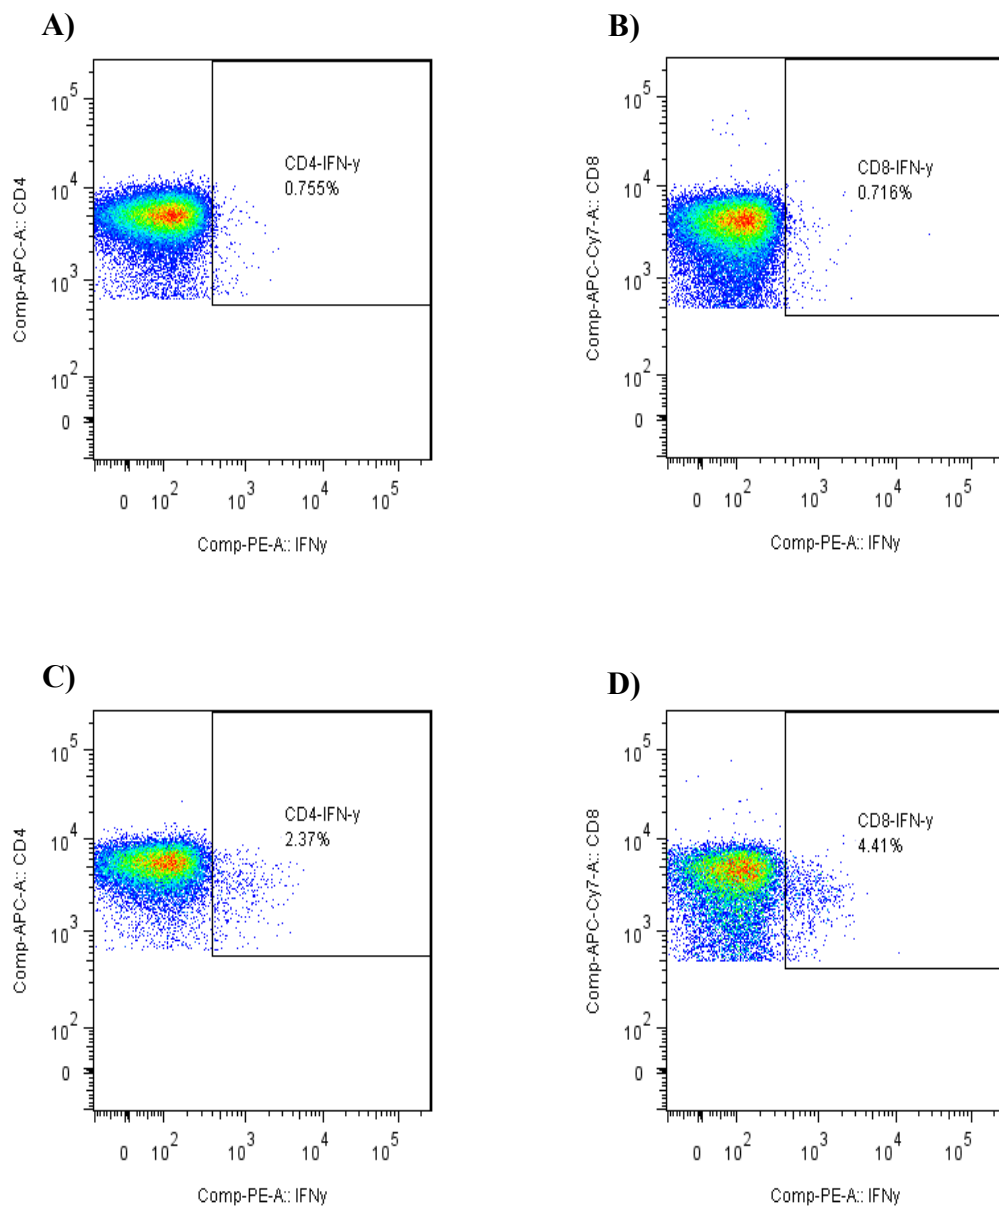 A)
B)
10^5
10^4
10^3
10^2
0
Comp-APC-A:: CD4
CD4-IFN-y
0.755%
0 10^2 10^3 10^4 10^5
Comp-PE-A:: IFNy
10^5
10^4
10^3
10^2
0
Comp-APC-Cy7-A:: CD8
CD8-IFN-y
0.716%
0 10^2 10^3 10^4 10^5
Comp-PE-A:: IFNy
C)
D)
10^5
10^4
10^3
10^2
0
Comp-APC-A:: CD4
CD4-IFN-y
2.37%
0 10^2 10^3 10^4 10^5
Comp-PE-A:: IFNy
10^5
10^4
10^3
10^2
0
Comp-APC-Cy7-A:: CD8
CD8-IFN-y
4.41%
0 10^2 10^3 10^4 10^5
Comp-PE-A:: IFNy